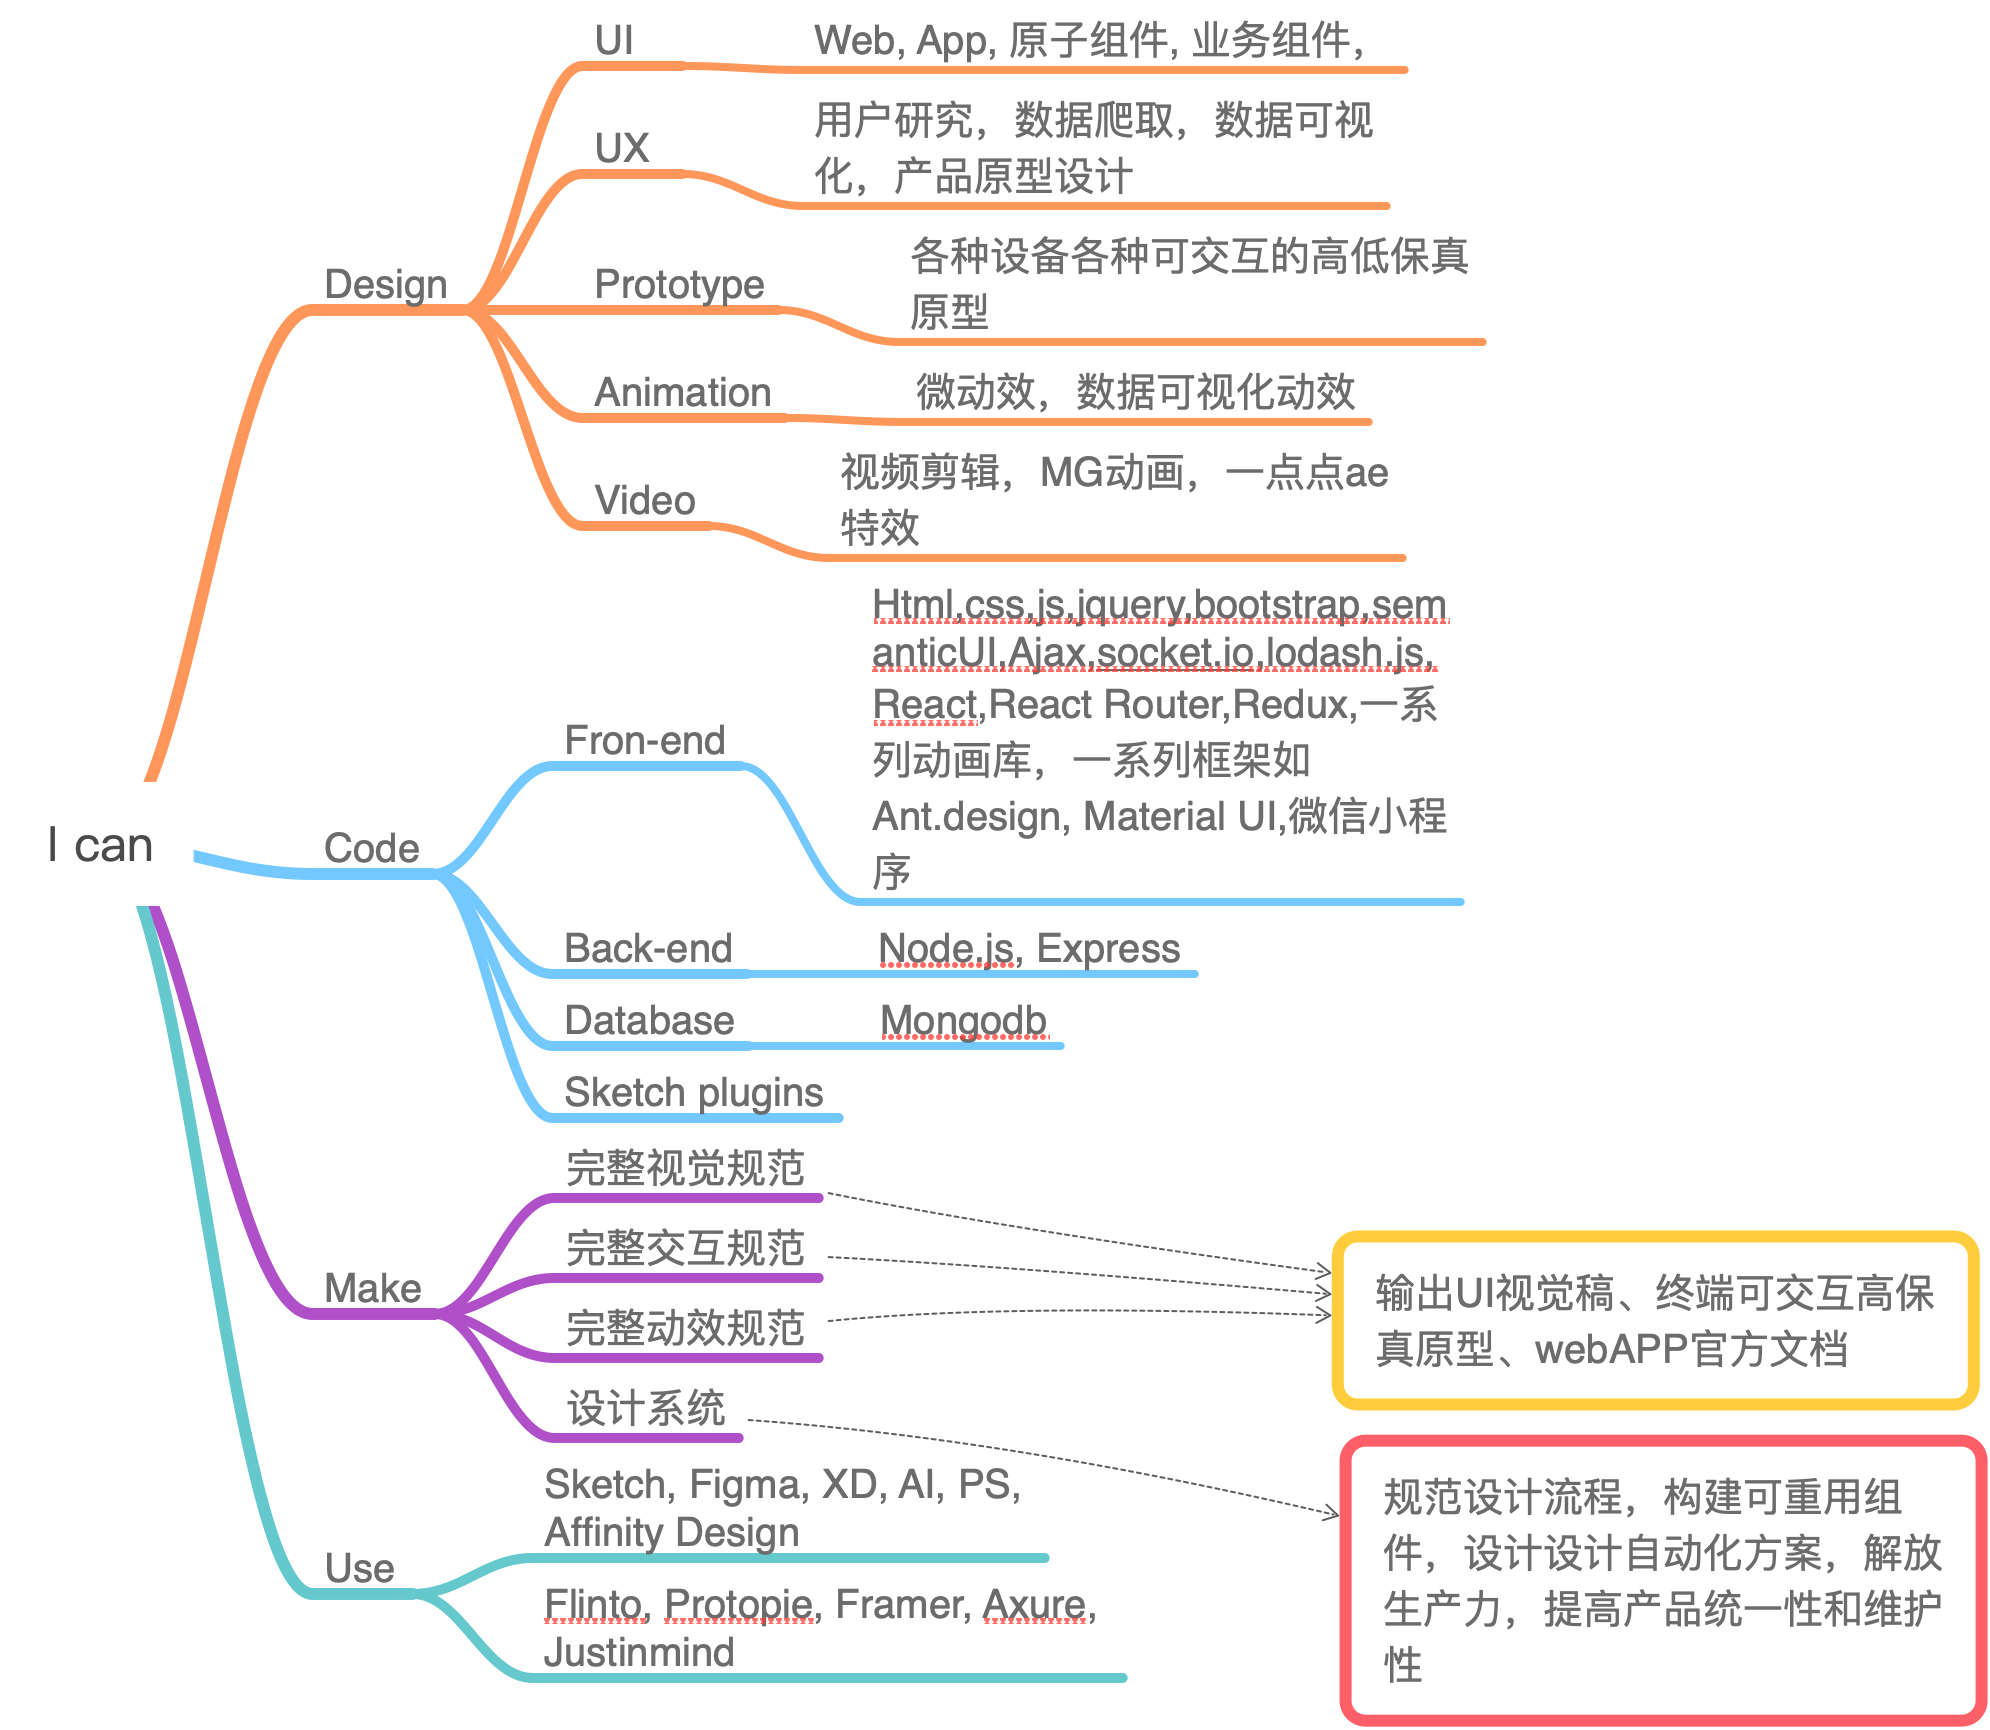 I can
Design
UI
Web, App, 原子组件, 业务组件，
UX
用户研究，数据爬取，数据可视
化，产品原型设计
Prototype
各种设备各种可交互的高低保真
原型
Animation
微动效，数据可视化动效
Video
视频剪辑，MG动画，一点点ae
特效
Code
Fron-end
Html,css,js,jquery,bootstrap,sem
anticUI,Ajax,socket.io,lodash.js,
React,React Router,Redux,一系
列动画库，一系列框架如
Ant.design, Material UI,微信小程
序
Back-end
Node.js, Express
Database
Mongodb
Sketch plugins
Make
完整视觉规范
完整交互规范
完整动效规范
设计系统
输出UI视觉稿、终端可交互高保
真原型、webAPP官方文档
规范设计流程，构建可重用组
件，设计设计自动化方案，解放
生产力，提高产品统一性和维护
性
Use
Sketch, Figma, XD, AI, PS,
Affinity Design
Flinto, Protopie, Framer, Axure,
Justinmind